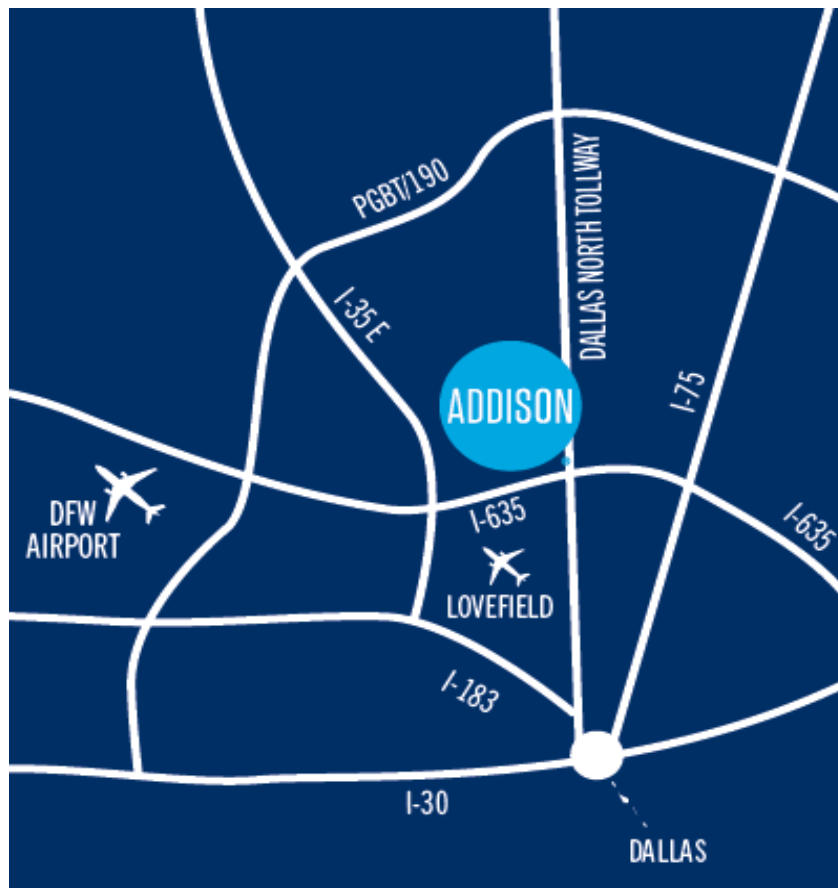 PGBT/190
DALLAS NORTH TOLLWAY
I-35 E
ADDISON
I-75
DFW
AIRPORT
I-635
I-635
LOVEFIELD
I-183
I-30
DALLAS